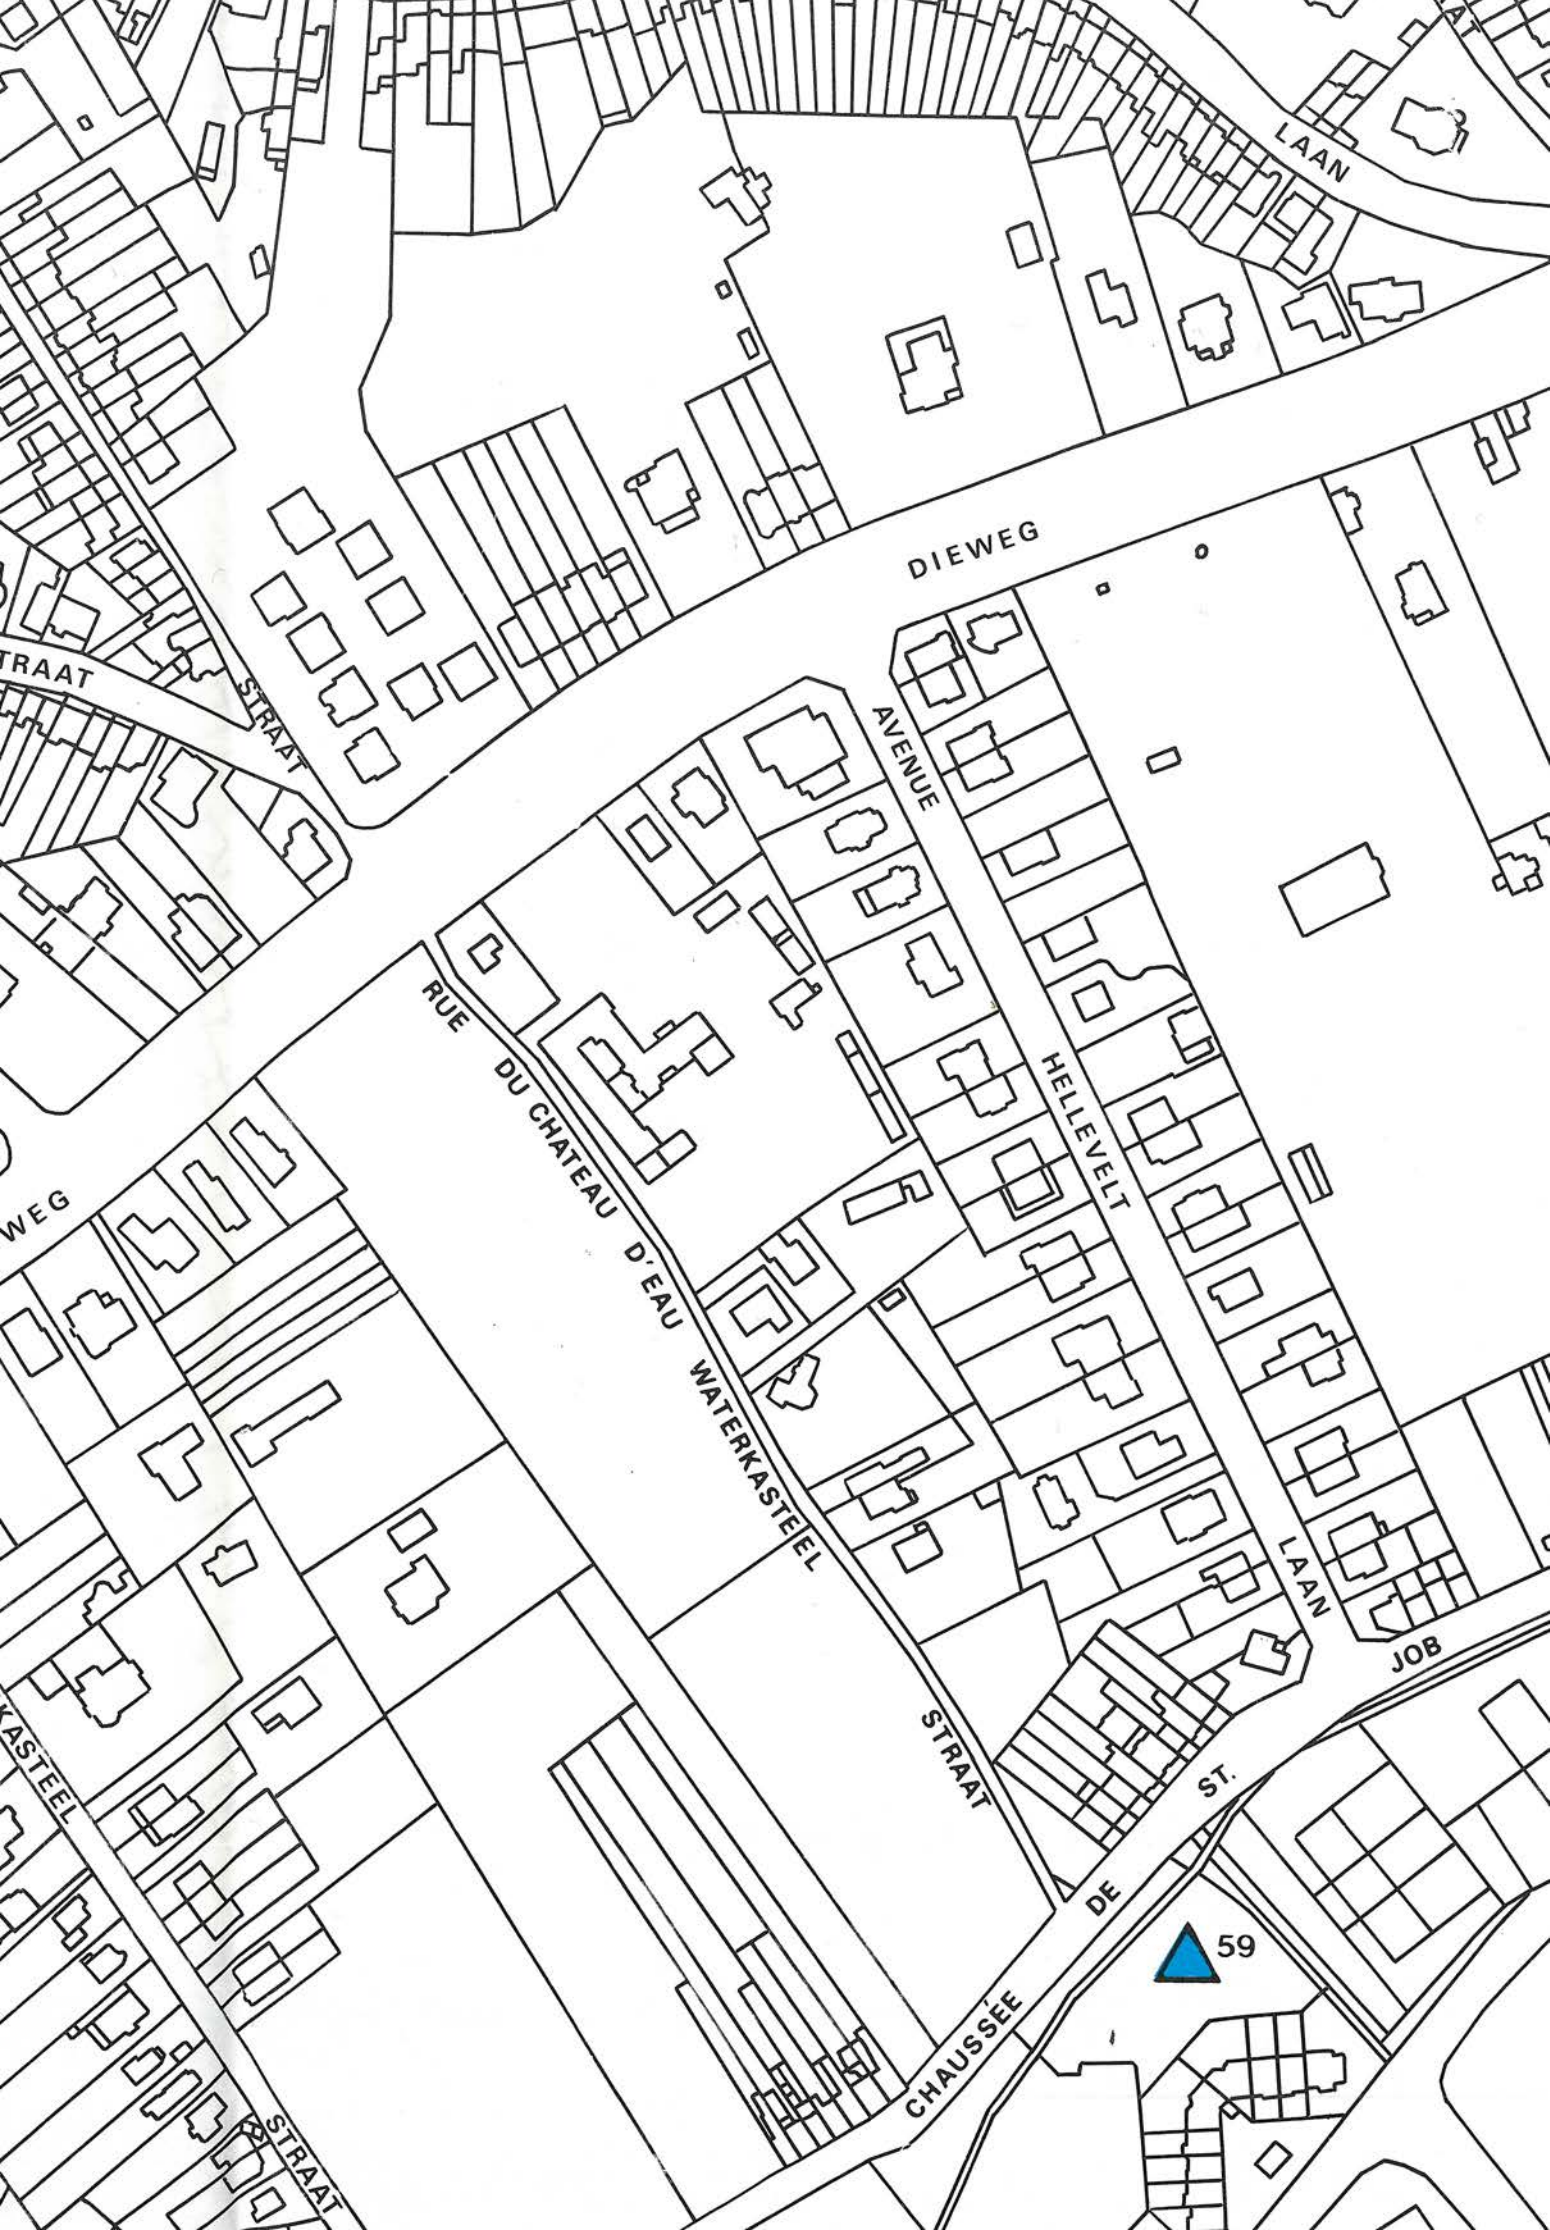 AT
LAAN
DIEWEG
TRAAT
STRAAT
AVENUE
RUE DU CHATEAU D'EAU WATERKASTEEL STRAAT
HELLEVELT
LAAN
WEG
KASTEEL
STRAAT
CHAUSSÉE DE ST. JOB
59